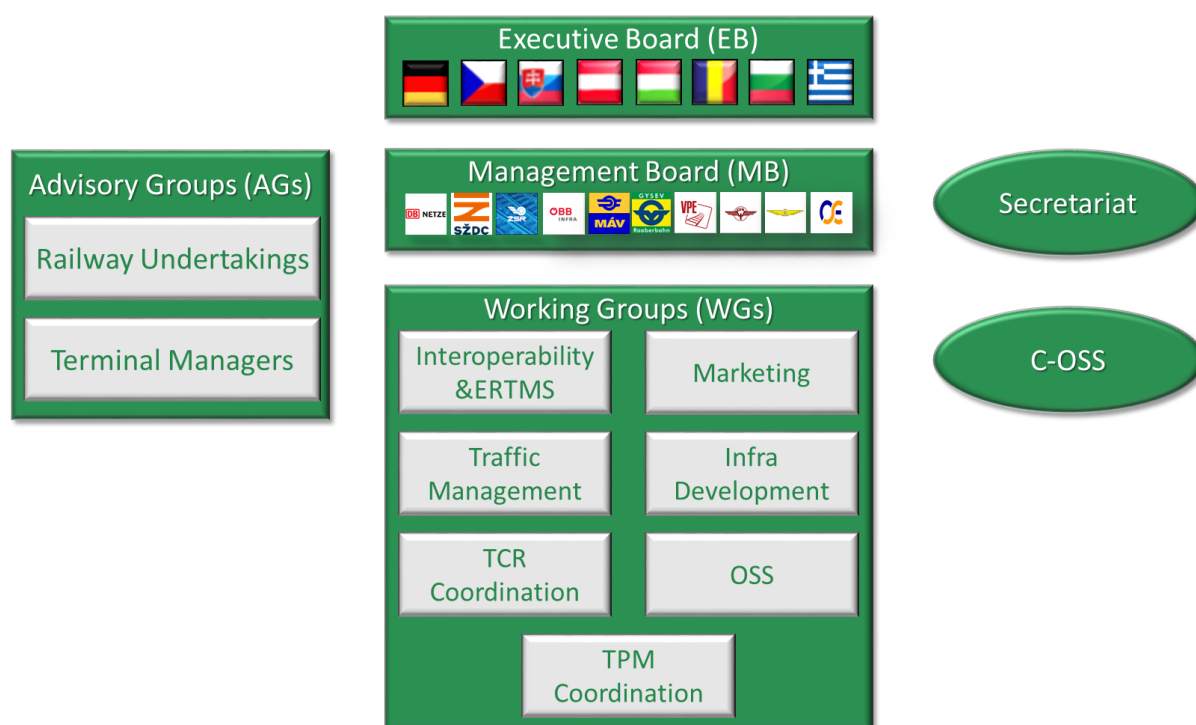 Executive Board (EB)
Management Board (MB)
DB NETZE
SŽDC
ŽSR
ÖBB
INFRA
MÁV
GYSEV
Raaberbahn
VPE
Advisory Groups (AGs)
Railway Undertakings
Terminal Managers
Working Groups (WGs)
Interoperability
&ERTMS
Marketing
Traffic
Management
Infra
Development
TCR
Coordination
OSS
TPM
Coordination
Secretariat
C-OSS